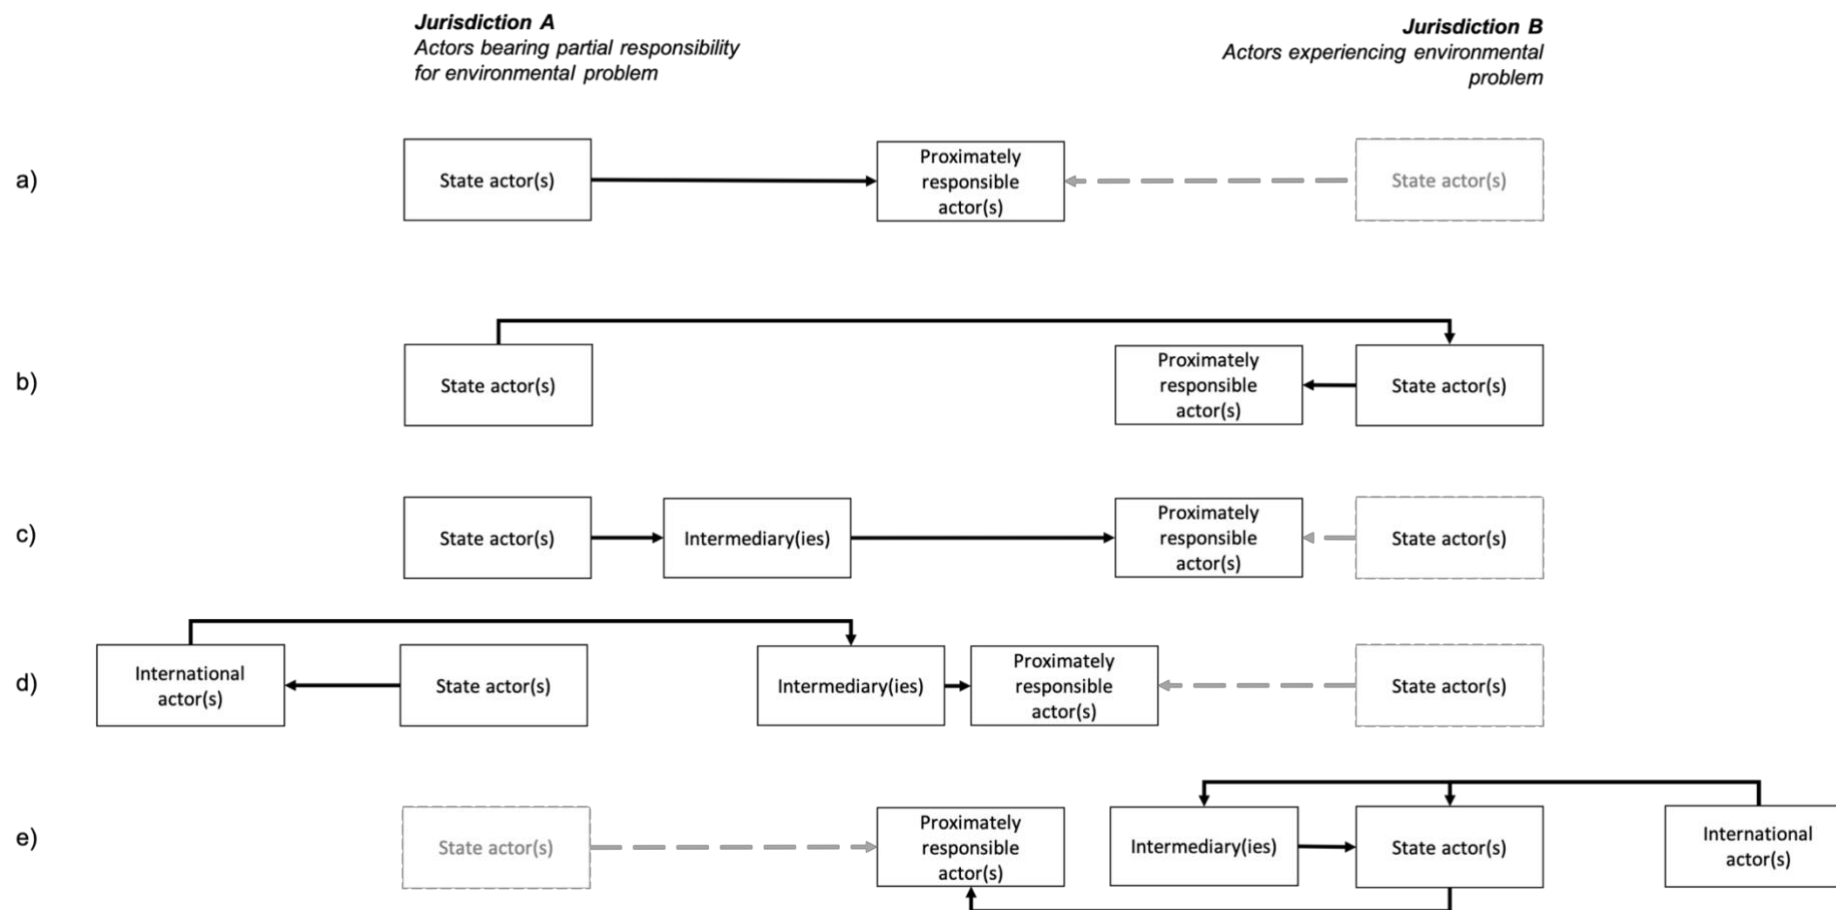 Jurisdiction A
Actors bearing partial responsibility
for environmental problem
Jurisdiction B
Actors experiencing environmental
problem
a)
State actor(s)
Proximately
responsible
actor(s)
State actor(s)
b)
State actor(s)
Proximately
responsible
actor(s)
State actor(s)
c)
State actor(s)
Intermediary(ies)
Proximately
responsible
actor(s)
State actor(s)
d)
International
actor(s)
State actor(s)
Intermediary(ies)
Proximately
responsible
actor(s)
State actor(s)
e)
State actor(s)
Proximately
responsible
actor(s)
Intermediary(ies)
State actor(s)
International
actor(s)